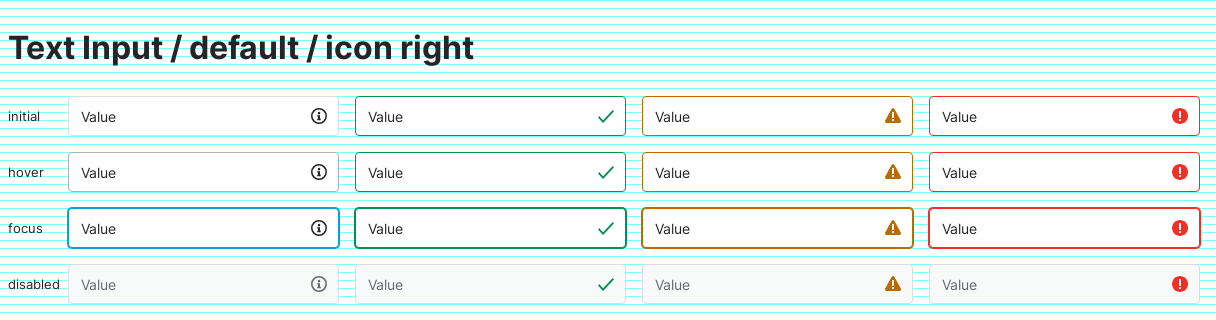 Text Input / default / icon right
initial Value Value Value Value
hover Value Value Value Value
focus Value Value Value Value
disabled Value Value Value Value